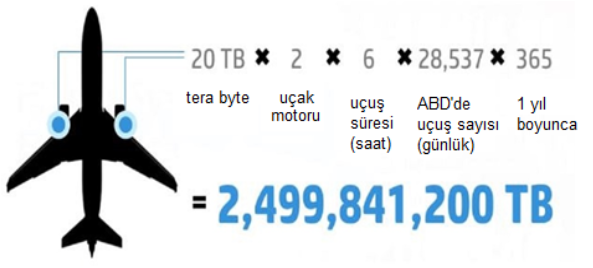 20 TB × 2 × 6 × 28,537 × 365
tera byte
uçak
motoru
uçuş
süresi
(saat)
ABD'de
uçuş sayısı
(günlük)
1 yıl
boyunca
= 2,499,841,200 TB